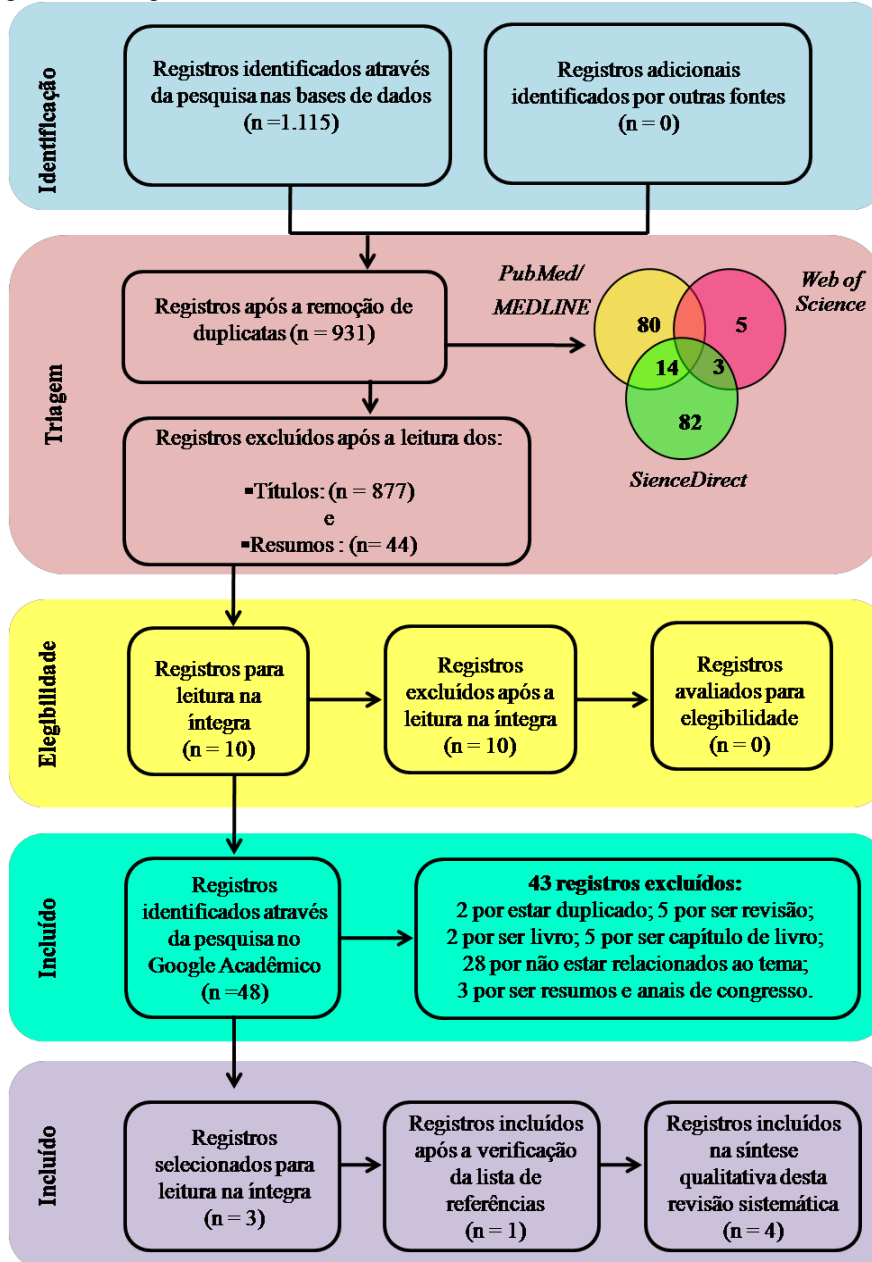 Identificação
Registros identificados através
da pesquisa nas bases de dados
(n =1.115)
Registros adicionais
identificados por outras fontes
(n = 0)
Triagem
Registros após a remoção de
duplicatas (n = 931)
PubMed/
MEDLINE
Web of
Science
80
5
14
3
82
SienceDirect
Registros excluídos após a leitura dos:
▪Títulos: (n = 877)
e
▪Resumos : (n= 44)
Elegibilidade
Registros para
leitura na
íntegra
(n = 10)
Registros
excluídos após a
leitura na íntegra
(n = 10)
Registros
avaliados para
elegibilidade
(n = 0)
Incluído
Registros
identificados através
da pesquisa no
Google Acadêmico
(n =48)
43 registros excluídos:
2 por estar duplicado; 5 por ser revisão;
2 por ser livro; 5 por ser capítulo de livro;
28 por não estar relacionados ao tema;
3 por ser resumos e anais de congresso.
Incluído
Registros
selecionados para
leitura na íntegra
(n = 3)
Registros incluídos
após a verificação
da lista de
referências
(n = 1)
Registros incluídos
na síntese
qualitativa desta
revisão sistemática
(n = 4)